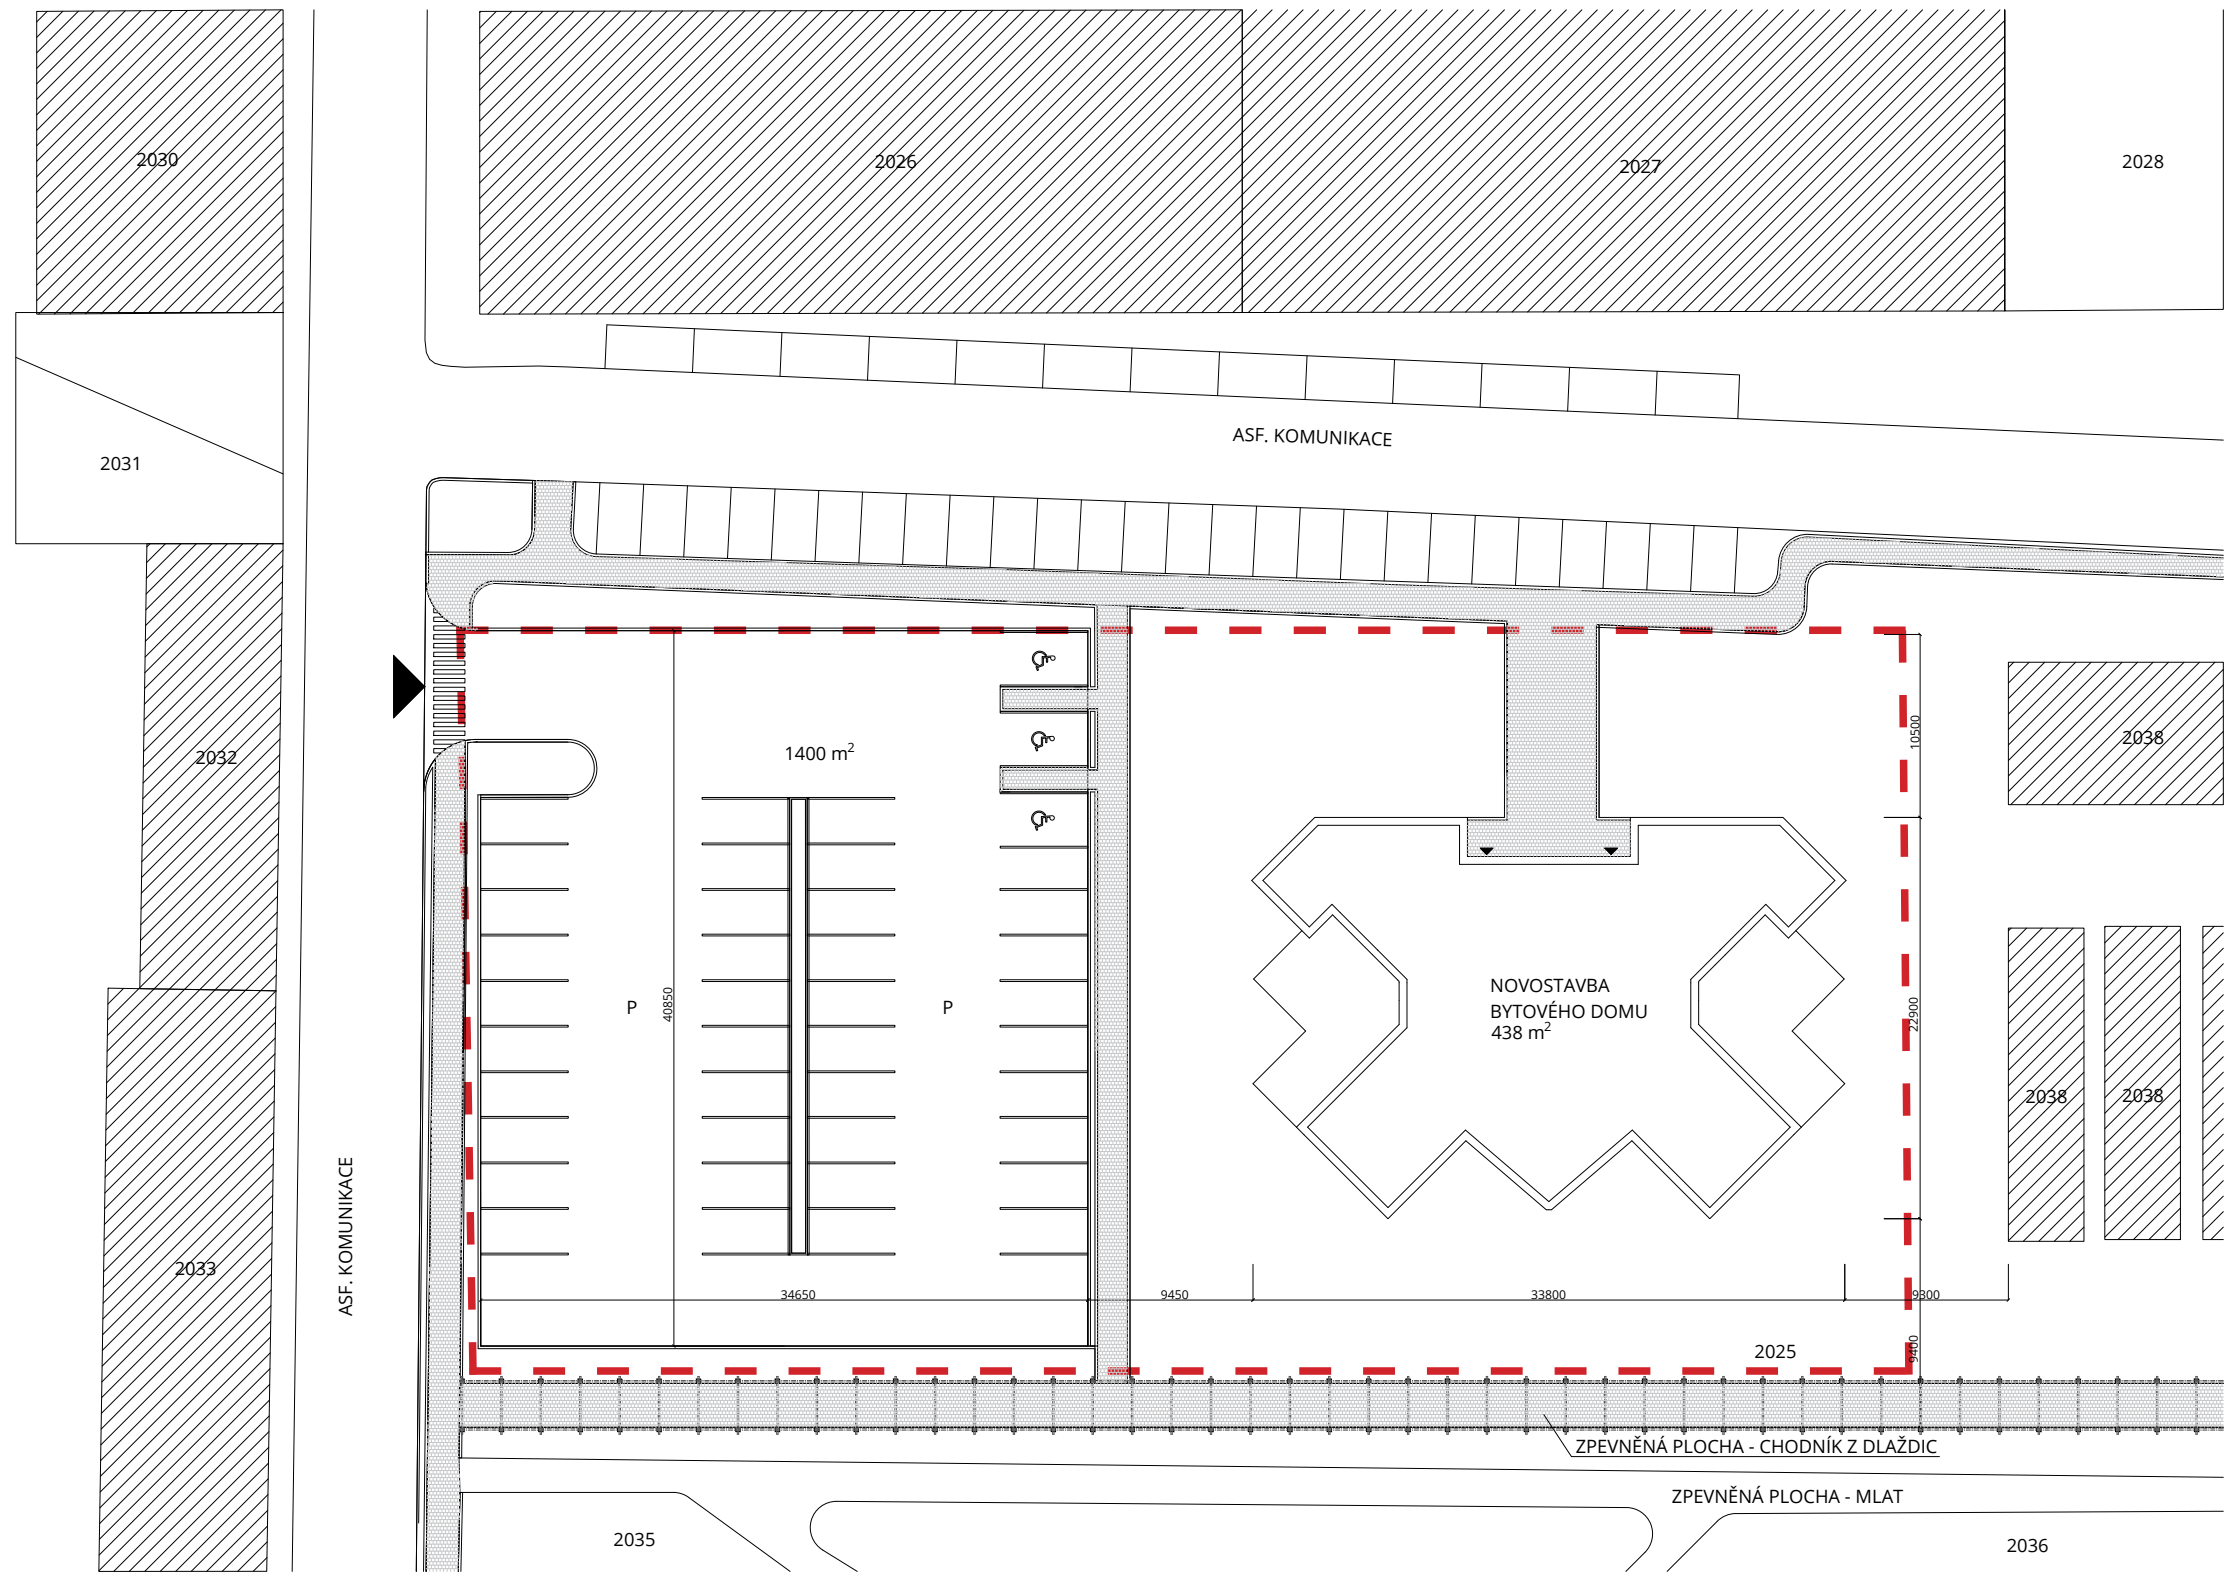 2030
2026
2027
2028
ASF. KOMUNIKACE
2031
2032
1400 m²
2038
10500
P
40850
P
NOVOSTAVBA
BYTOVÉHO DOMU
438 m²
22900
2038
2038
ASF. KOMUNIKACE
2033
34650
9450
33800
9300
2025
9400
ZPEVNĚNÁ PLOCHA - CHODNÍK Z DLAŽDIC
ZPEVNĚNÁ PLOCHA - MLAT
2035
2036